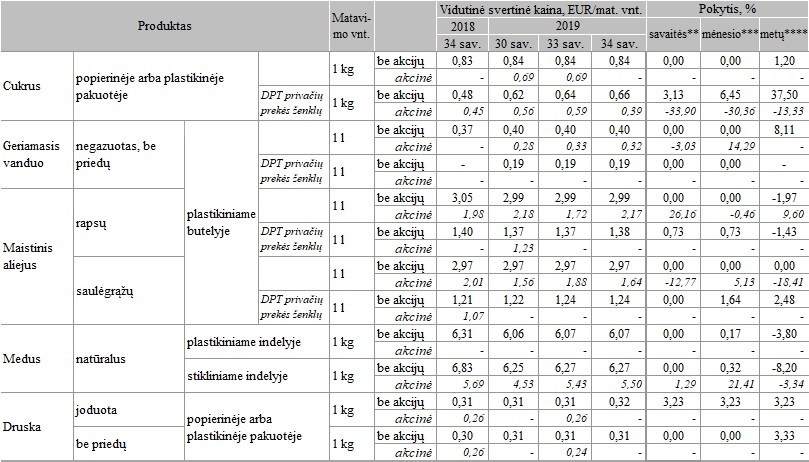 Produktas Matavi- Vidutinė svertinė kaina, EUR/mat. vnt. Pokytis, %
mo vnt. 2018 2019 savaitės** mėnesio*** metų****
34 sav. 30 sav. 33 sav. 34 sav.
Cukrus popierinėje arba plastikinėje pakuotėje 1 kg be akcijų 0,83 0,84 0,84 0,84 0,00 0,00 1,20
akcinė - 0,69 0,69 - - - -
DPT privačių prekės ženklų 1 kg be akcijų 0,48 0,62 0,64 0,66 3,13 6,45 37,50
akcinė 0,45 0,56 0,59 0,39 -33,90 -30,36 -13,33
Geriamasis vanduo negazuotas, be priedų plastikiniame butelyje 1 l be akcijų 0,37 0,40 0,40 0,40 0,00 0,00 8,11
akcinė - 0,28 0,33 0,32 -3,03 14,29 -
DPT privačių prekės ženklų 1 l be akcijų - 0,19 0,19 0,19 0,00 0,00 -
akcinė - - - - - - -
Maistinis aliejus rapsų 1 l be akcijų 3,05 2,99 2,99 2,99 0,00 0,00 -1,97
akcinė 1,98 2,18 1,72 2,17 26,16 -0,46 9,60
DPT privačių prekės ženklų 1 l be akcijų 1,40 1,37 1,37 1,38 0,73 0,73 -1,43
akcinė - 1,23 - - - - -
saulėgrąžų 1 l be akcijų 2,97 2,97 2,97 2,97 0,00 0,00 0,00
akcinė 2,01 1,56 1,88 1,64 -12,77 5,13 -18,41
DPT privačių prekės ženklų 1 l be akcijų 1,21 1,22 1,24 1,24 0,00 1,64 2,48
akcinė 1,07 - - - - - -
Medus natūralus plastikiniame indelyje 1 kg be akcijų 6,31 6,06 6,07 6,07 0,00 0,17 -3,80
akcinė - - - - - - -
stikliniame indelyje 1 kg be akcijų 6,83 6,25 6,27 6,27 0,00 0,32 -8,20
akcinė 5,69 4,53 5,43 5,50 1,29 21,41 -3,34
Druska joduota popierinėje arba plastikinėje pakuotėje 1 kg be akcijų 0,31 0,31 0,31 0,32 3,23 3,23 3,23
akcinė 0,26 - 0,26 - - - -
be priedų 1 kg be akcijų 0,30 0,31 0,31 0,31 0,00 0,00 3,33
akcinė 0,26 - 0,24 - - - -